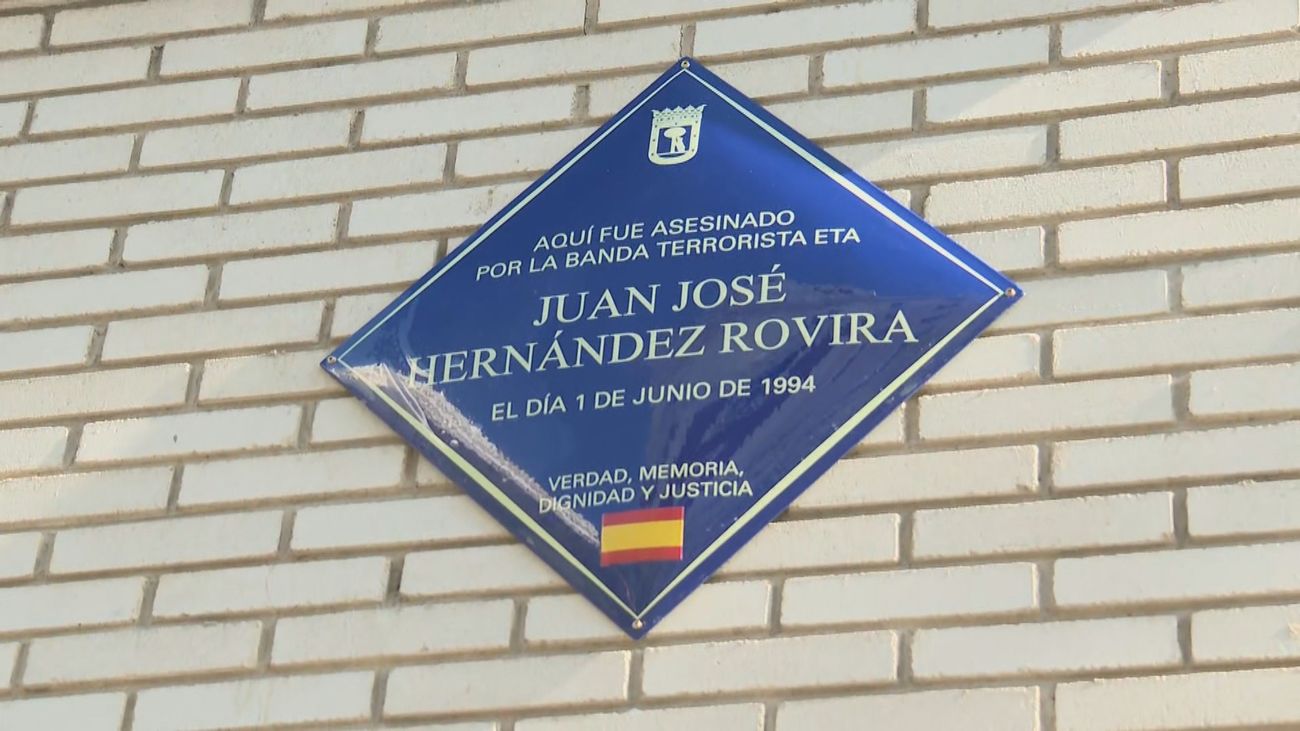 AQUÍ FUE ASESINADO
POR LA BANDA TERRORISTA ETA
JUAN JOSÉ
HERNÁNDEZ ROVIRA
EL DÍA 1 DE JUNIO DE 1994
VERDAD, MEMORIA,
DIGNIDAD Y JUSTICIA